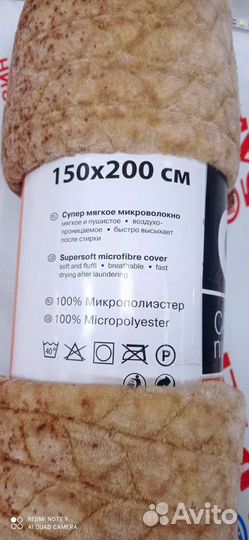 150x200 см
Супер мягкое микроволокно
мягкое и пушистое • воздухо-
проницаемое • быстро высыхает
после стирки
Supersoft microfibre cover
soft and fluffi • breathable • fast
drying after laundering
100% Микрополиэстер
100% Micropolyester
40°
P
REDMI NOTE 9
AI QUAD CAMERA
Avito